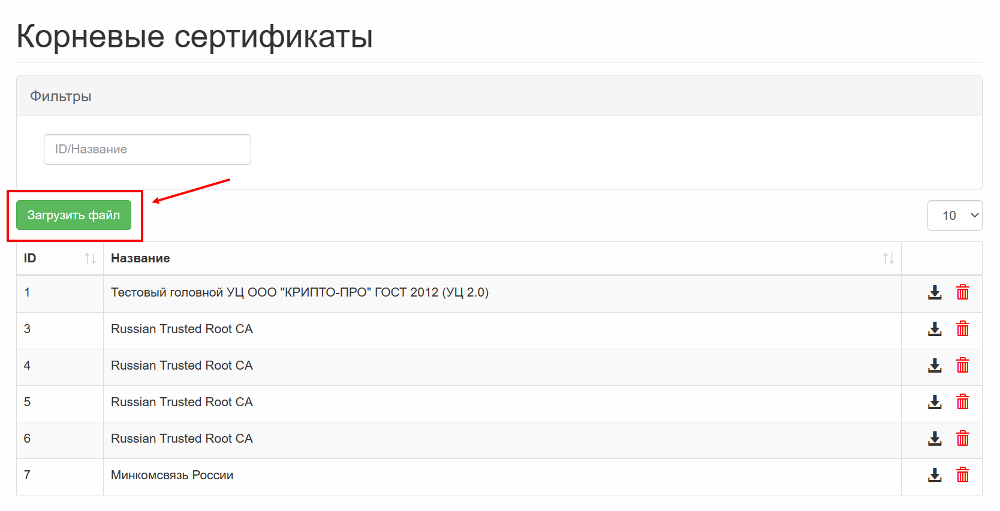 Корневые сертификаты
Фильтры
ID/Название
Загрузить файл
10
ID Название
1 Тестовый головной УЦ ООО "КРИПТО-ПРО" ГОСТ 2012 (УЦ 2.0)
3 Russian Trusted Root CA
4 Russian Trusted Root CA
5 Russian Trusted Root CA
6 Russian Trusted Root CA
7 Минкомсвязь России